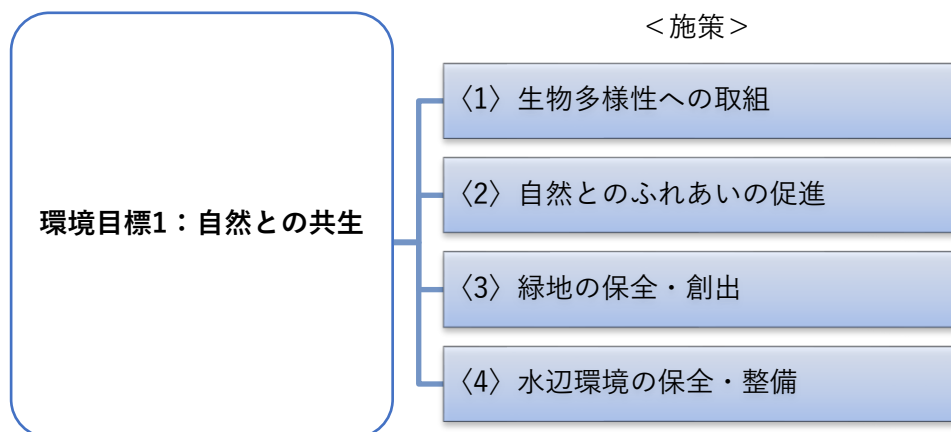 ＜施策＞
環境目標1：自然との共生
〈1〉生物多様性への取組
〈2〉自然とのふれあいの促進
〈3〉緑地の保全・創出
〈4〉水辺環境の保全・整備